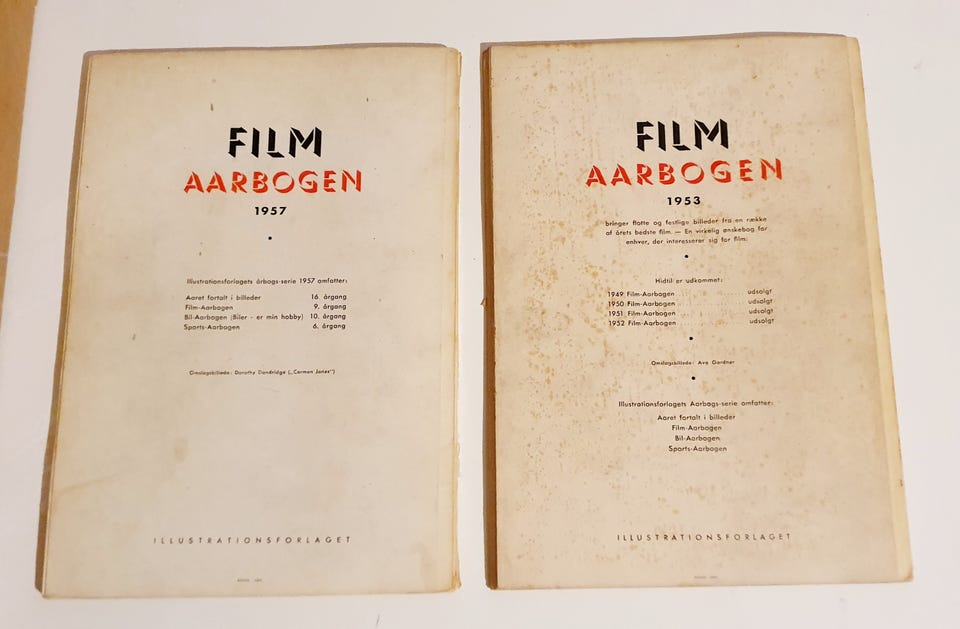 FILM
AARBOGEN
1957
•
Illustrationsforlagets årbogs-serie 1957 omfatter:
Aaret fortalt i billeder 16. årgang
Film-Aarbogen 9. årgang
Bil-Aarbogen (Biler - er min hobby) 10. årgang
Sports-Aarbogen 6. årgang
Omslagsbillede: Dorothy Dandridge („Carmen Jones")
ILLUSTRATIONSFORLAGET
FILM
AARBOGEN
1953
bringer flotte og festlige billeder fra en række
af årets bedste film. — En virkelig ønskebog for
enhver, der interesserer sig for film.
•
Hidtil er udkommet:
1949 Film-Aarbogen udsolgt
1950 Film-Aarbogen udsolgt
1951 Film-Aarbogen udsolgt
1952 Film-Aarbogen udsolgt
•
Omslagsbillede: Ava Gardner
•
Illustrationsforlagets Aarbogs-serie omfatter:
Aaret fortalt i billeder
Film-Aarbogen
Bil-Aarbogen
Sports-Aarbogen
ILLUSTRATIONSFORLAGET